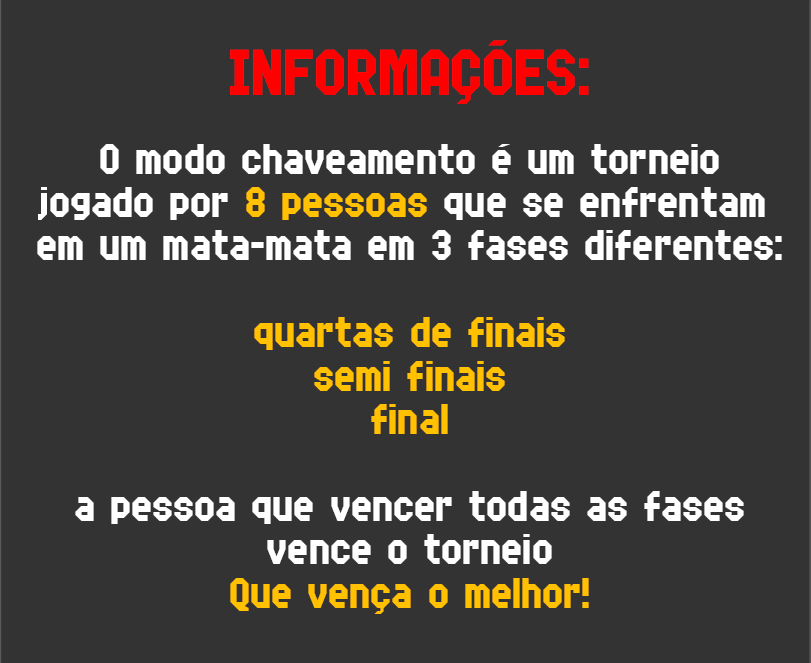 INFORMAÇÕES:
O modo chaveamento é um torneio
jogado por 8 pessoas que se enfrentam
em um mata-mata em 3 fases diferentes:
quartas de finais
semi finais
final
a pessoa que vencer todas as fases
vence o torneio
Que vença o melhor!